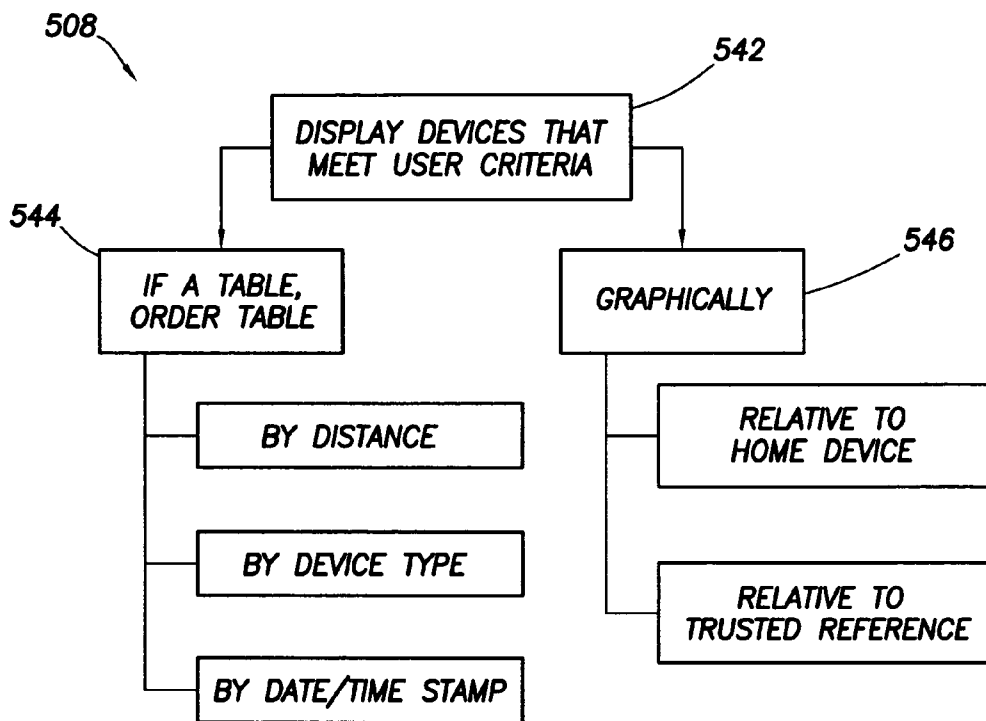 508
542
DISPLAY DEVICES THAT
MEET USER CRITERIA
544
IF A TABLE,
ORDER TABLE
546
GRAPHICALLY
BY DISTANCE
RELATIVE TO
HOME DEVICE
BY DEVICE TYPE
RELATIVE TO
TRUSTED REFERENCE
BY DATE/TIME STAMP